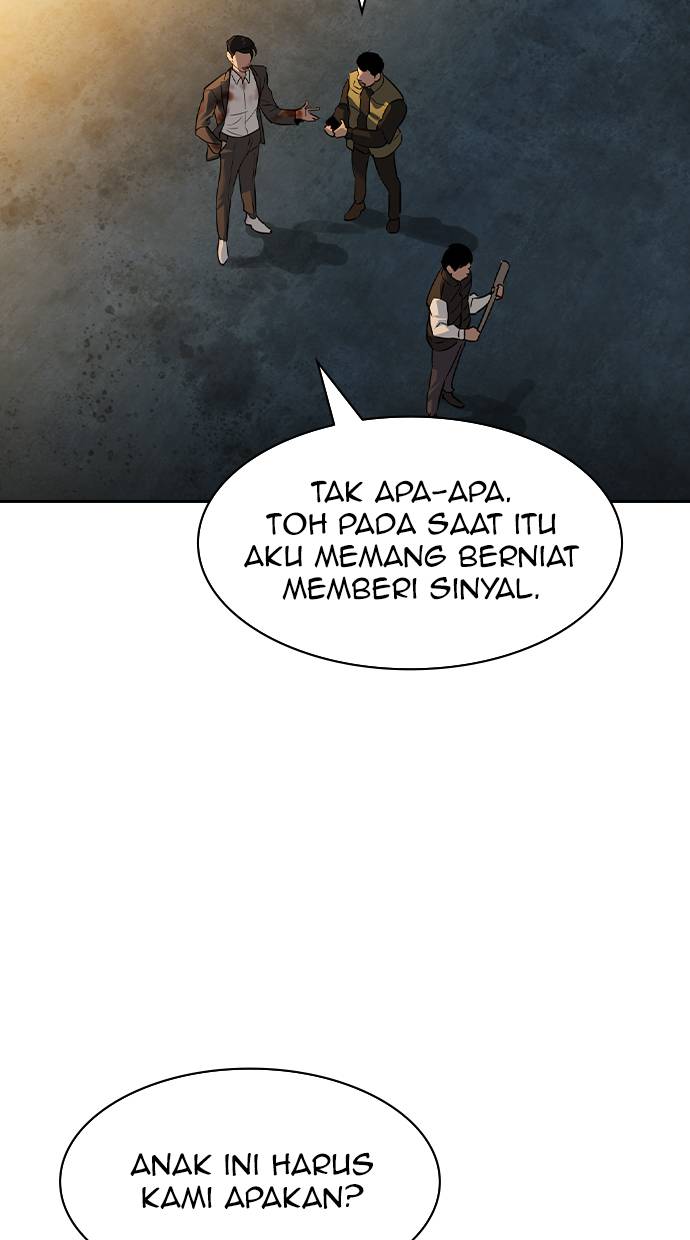 TAK APA-APA.
TOH PADA SAAT ITU
AKU MEMANG BERNIAT
MEMBERI SINYAL.
ANAK INI HARUS
KAMI APAKAN?